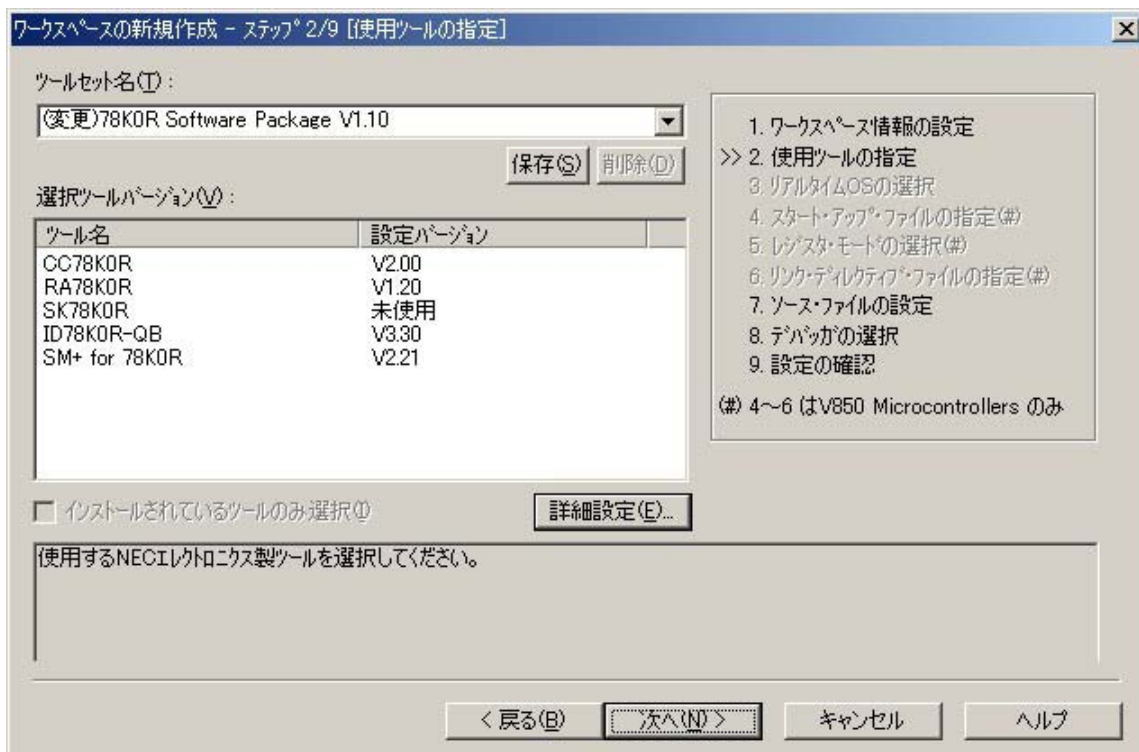 ワークスペースの新規作成 - ステップ 2/9 [使用ツールの指定]
ツールセット名(T) :
(変更)78K0R Software Package V1.10
保存(S) 削除(D)
選択ツールバージョン(V) :
ツール名 設定バージョン
CC78K0R V2.00
RA78K0R V1.20
SK78K0R 未使用
ID78K0R-QB V3.30
SM+ for 78K0R V2.21
インストールされているツールのみ選択(I)
詳細設定(E)...
使用するNECエレクトロニクス製ツールを選択してください。
1. ワークスペース情報の設定
>> 2. 使用ツールの指定
3. リアルタイムOSの選択
4. スタート・アップ・ファイルの指定(#)
5. レジスタ・モードの選択(#)
6. リンク・ディレクティブ・ファイルの指定(#)
7. ソース・ファイルの設定
8. デバッガの選択
9. 設定の確認
(#) 4～6 はV850 Microcontrollers のみ
< 戻る(B) 次へ(N) > キャンセル ヘルプ